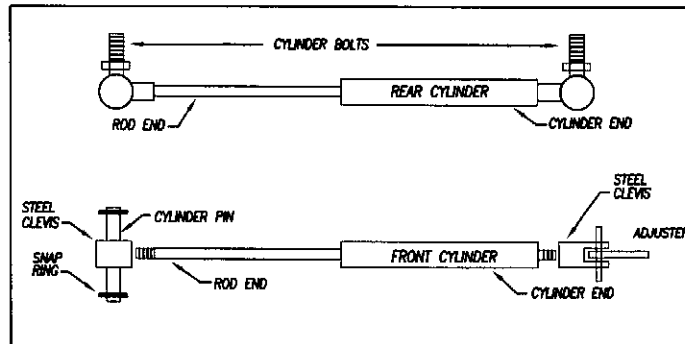 CYLINDER BOLTS
REAR CYLINDER
ROD END
CYLINDER END
STEEL
CLEVIS
CYLINDER PIN
STEEL
CLEVIS
ADJUSTER
SNAP
RING
FRONT CYLINDER
ROD END
CYLINDER END